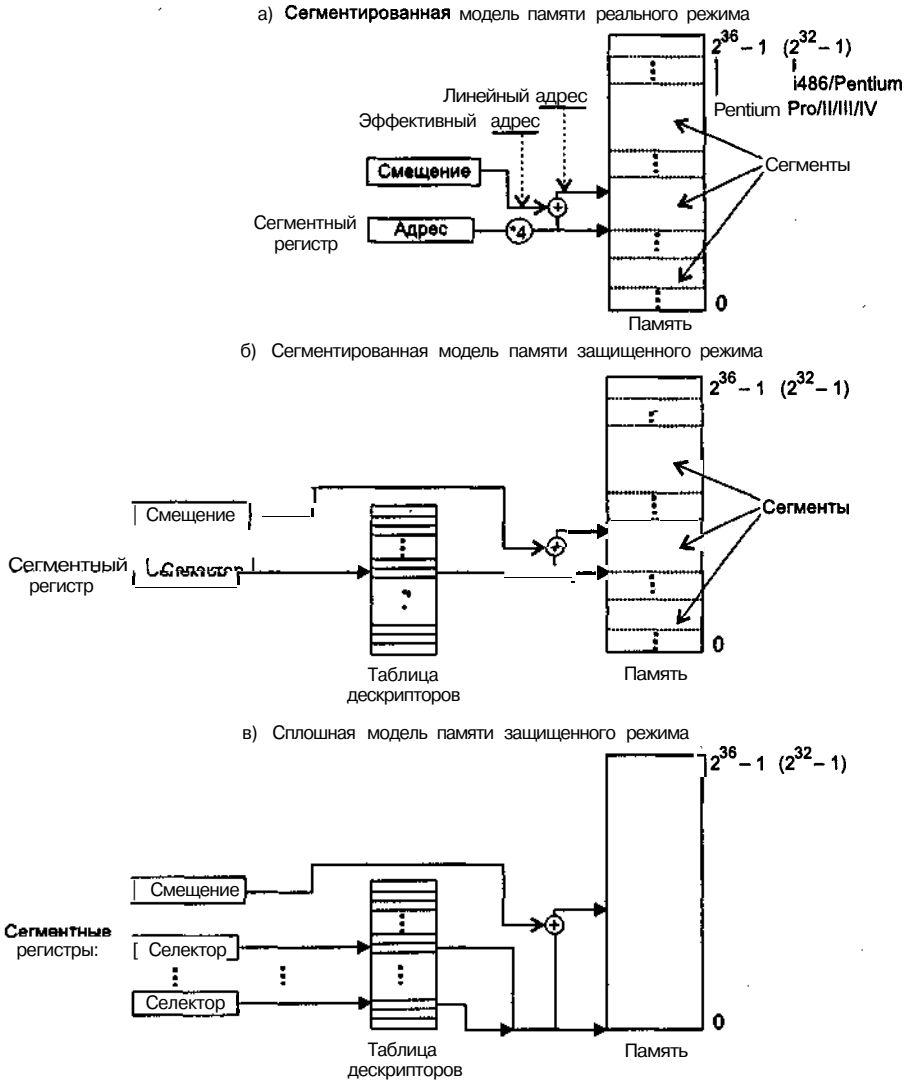 а) Сегментированная модель памяти реального режима
2^36 – 1 (2^32 – 1)
i486/Pentium
Pentium Pro/II/III/IV
Линейный адрес
Эффективный адрес
Смещение
Сегменты
Сегментный
регистр
Адрес
*4
+
0
Память
б) Сегментированная модель памяти защищенного режима
2^36 – 1 (2^32 – 1)
Смещение
Сегменты
+
Сегментный
регистр
Селектор
0
Таблица
дескрипторов
Память
в) Сплошная модель памяти защищенного режима
2^36 – 1 (2^32 – 1)
Смещение
+
Сегментные
регистры:
Селектор
Селектор
0
Таблица
дескрипторов
Память